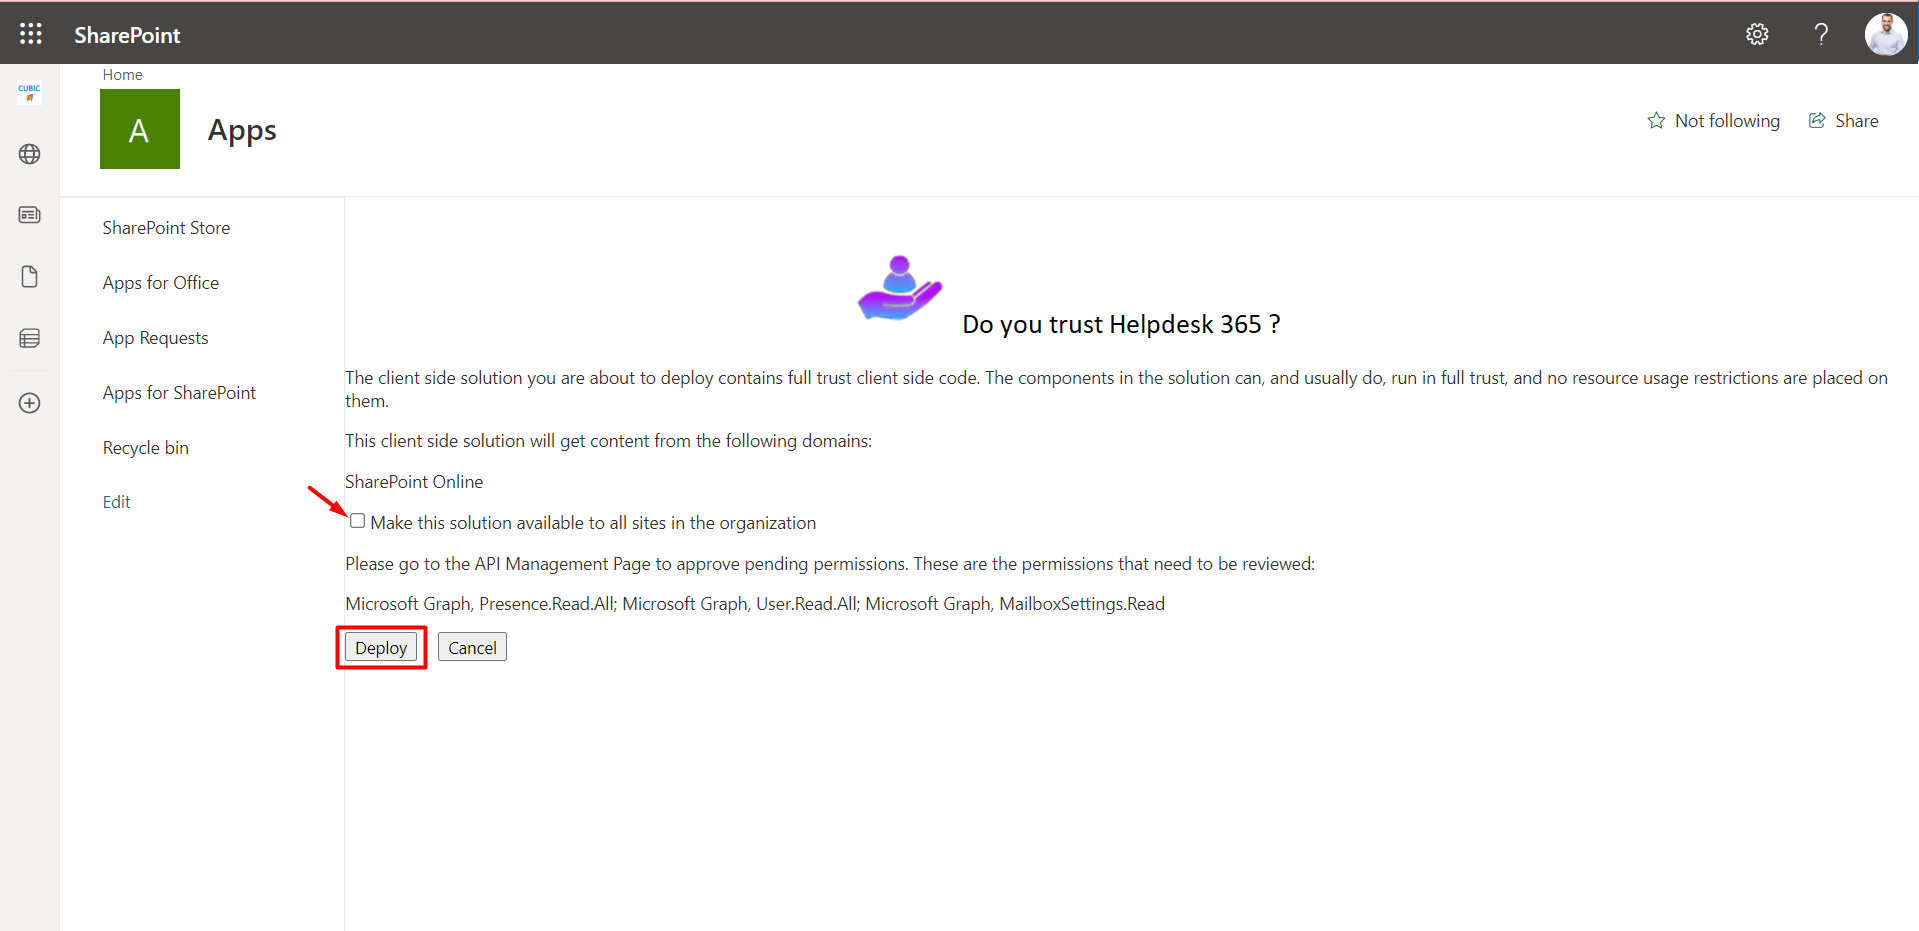 SharePoint
?
CUBIC
Home
A
Apps
Not following
Share
SharePoint Store
Apps for Office
App Requests
Apps for SharePoint
Recycle bin
Edit
Do you trust Helpdesk 365 ?
The client side solution you are about to deploy contains full trust client side code. The components in the solution can, and usually do, run in full trust, and no resource usage restrictions are placed on
them.
This client side solution will get content from the following domains:
SharePoint Online
Make this solution available to all sites in the organization
Please go to the API Management Page to approve pending permissions. These are the permissions that need to be reviewed:
Microsoft Graph, Presence.Read.All; Microsoft Graph, User.Read.All; Microsoft Graph, MailboxSettings.Read
Deploy
Cancel